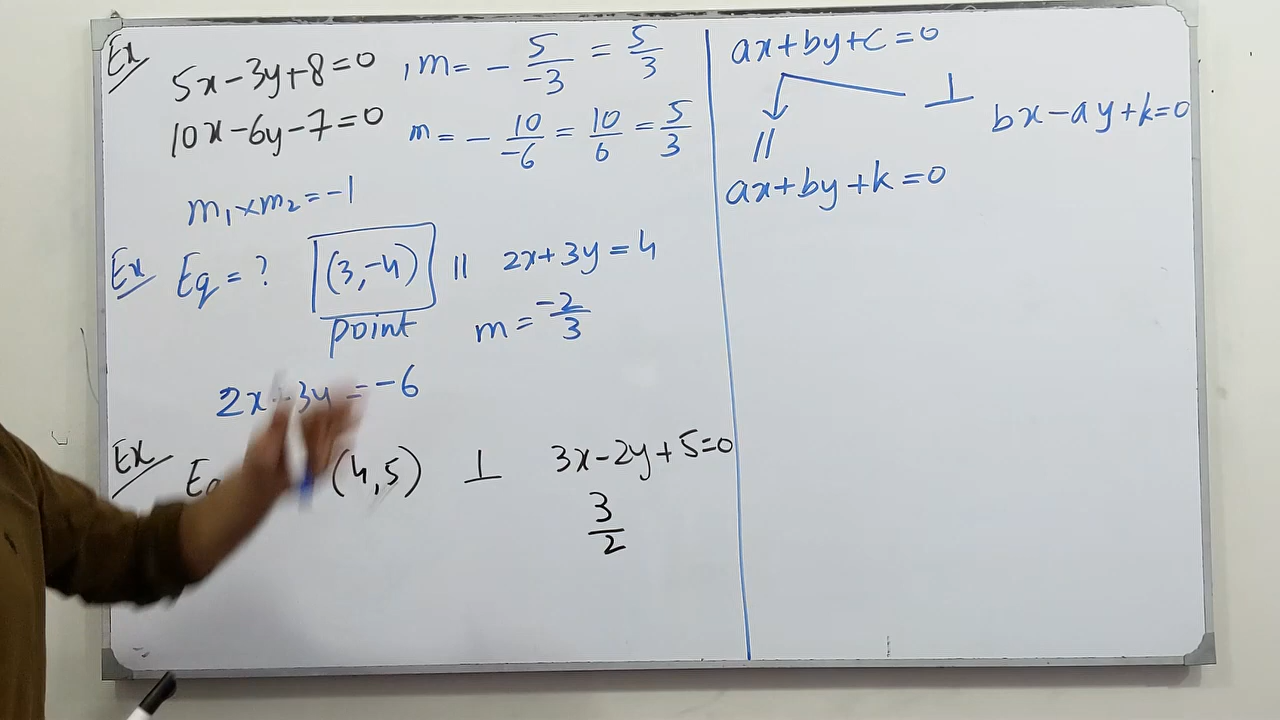 Ex 5x-3y+8=0 , m = - 5/-3 = 5/3
10x-6y-7=0 m = - 10/-6 = 10/6 = 5/3
m₁×m₂=-1
Ex Eq = ? (3,-4) || 2x+3y=4
point m = -2/3
2x+3y=-6
Ex (4,5) ⊥ 3x-2y+5=0
3/2
ax+by+c=0
⊥ bx-ay+k=0
||
ax+by+k=0